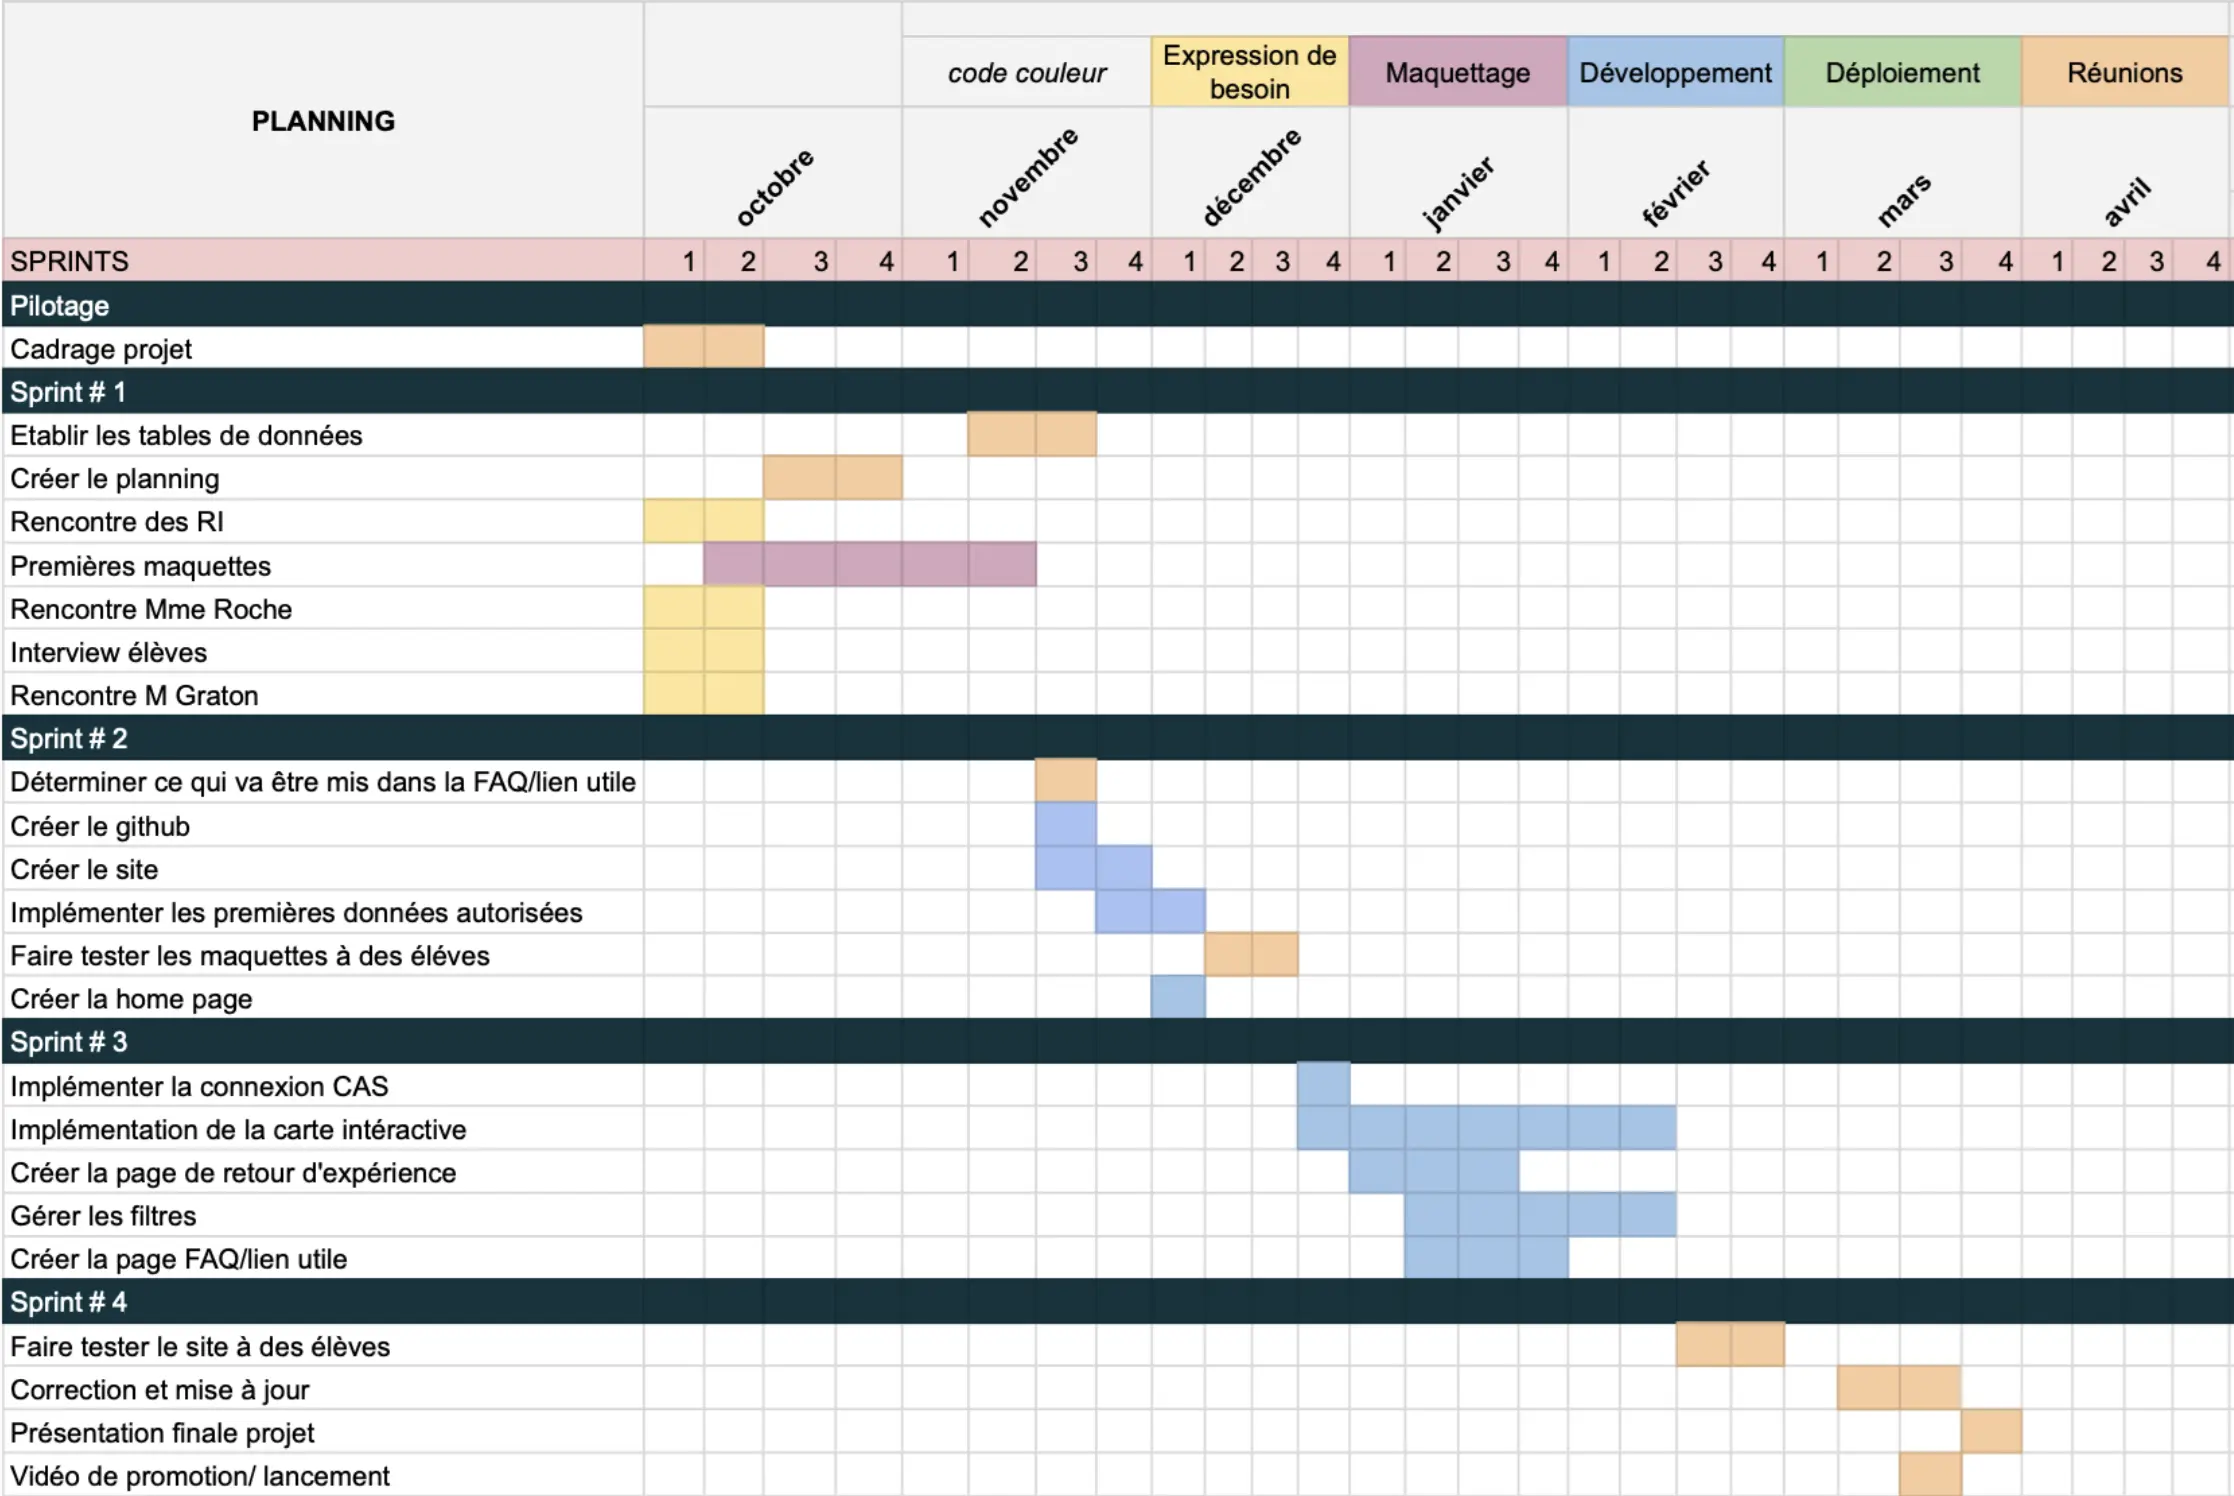 PLANNING
code couleur
Expression de
besoin
Maquettage
Développement
Déploiement
Réunions
octobre
novembre
décembre
janvier
février
mars
avril
SPRINTS 1 2 3 4 1 2 3 4 1 2 3 4 1 2 3 4 1 2 3 4 1 2 3 4 1 2 3 4
Pilotage
Cadrage projet
Sprint # 1
Etablir les tables de données
Créer le planning
Rencontre des RI
Premières maquettes
Rencontre Mme Roche
Interview élèves
Rencontre M Graton
Sprint # 2
Déterminer ce qui va être mis dans la FAQ/lien utile
Créer le github
Créer le site
Implémenter les premières données autorisées
Faire tester les maquettes à des éléves
Créer la home page
Sprint # 3
Implémenter la connexion CAS
Implémentation de la carte intéractive
Créer la page de retour d'expérience
Gérer les filtres
Créer la page FAQ/lien utile
Sprint # 4
Faire tester le site à des élèves
Correction et mise à jour
Présentation finale projet
Vidéo de promotion/ lancement